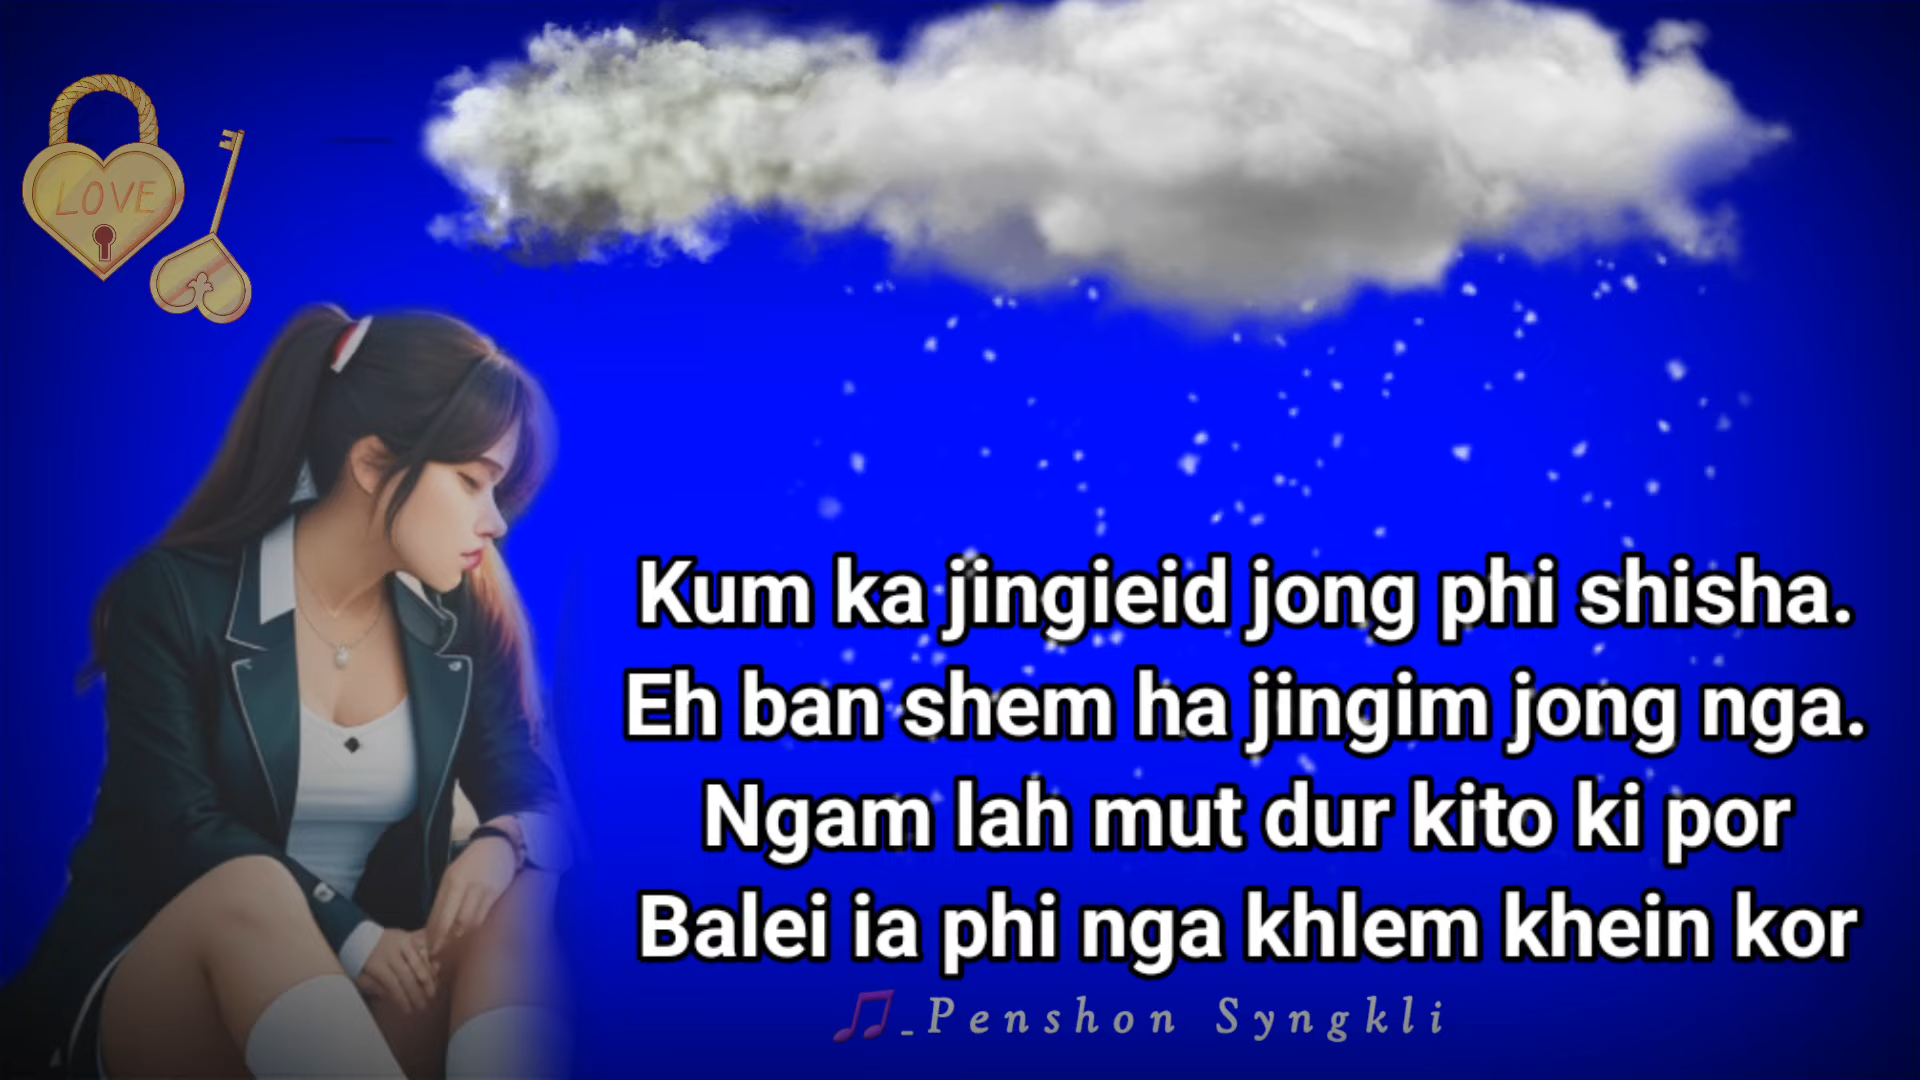 LOVE
Kum ka jingieid jong phi shisha.
Eh ban shem ha jingim jong nga.
Ngam lah mut dur kito ki por
Balei ia phi nga khlem khein kor
🎵_Penshon Syngkli